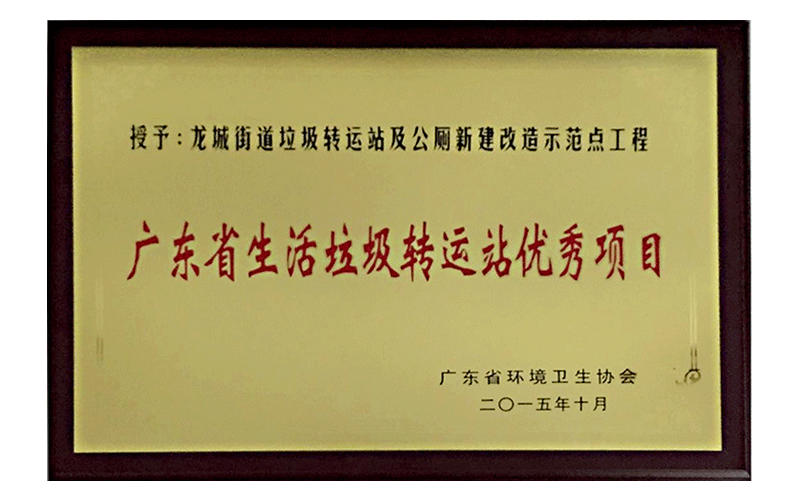 授予：龙城街道垃圾转运站及公厕新建改造示范点工程
广东省生活垃圾转运站优秀项目
广东省环境卫生协会
二〇一五年十月